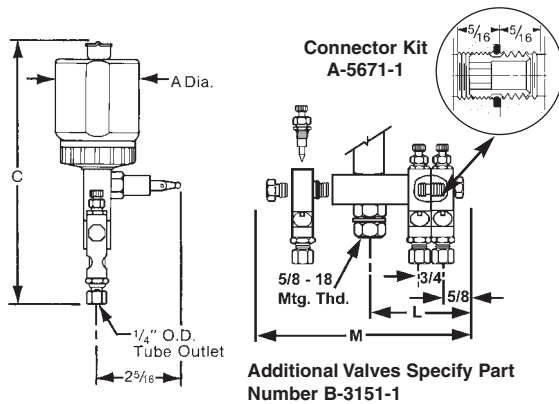 5/16
5/16
Connector Kit
A-5671-1
A Dia.
C
5/8 - 18
Mtg. Thd.
3/4
5/8
L
M
1/4" O.D.
Tube Outlet
2 5/16
Additional Valves Specify Part
Number B-3151-1